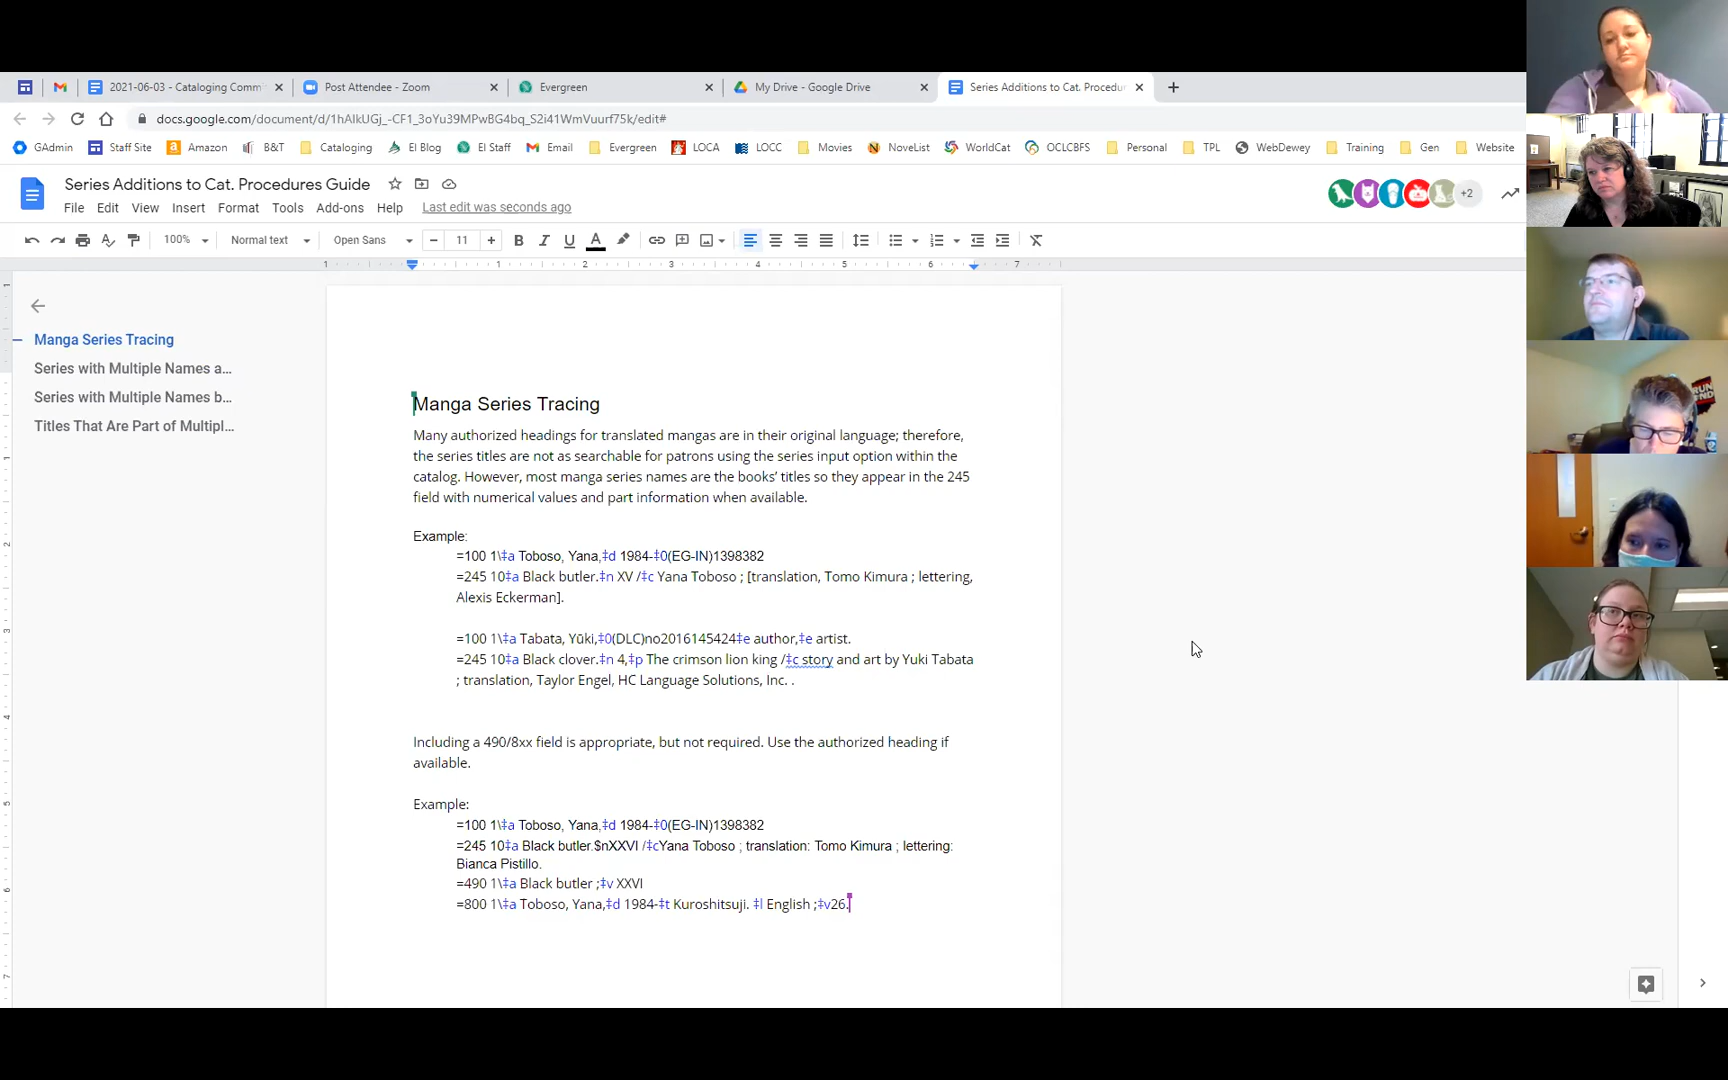 2021-06-03 - Cataloging Comm
Post Attendee - Zoom
Evergreen
My Drive - Google Drive
Series Additions to Cat. Procedur
docs.google.com/document/d/1hAlkUGj_-CF1_3oYu39MPwBG4bq_S2i41WmVuurf75k/edit#
GAdmin Staff Site Amazon B&T Cataloging EI Blog EI Staff Email Evergreen LOCA LOCC Movies NoveList WorldCat OCLCBFS Personal TPL WebDewey Training Gen Website
Series Additions to Cat. Procedures Guide
+2
File Edit View Insert Format Tools Add-ons Help Last edit was seconds ago
100% Normal text Open Sans 11
1 1 2 3 4 5 6 7
Manga Series Tracing
Series with Multiple Names a...
Series with Multiple Names b...
Titles That Are Part of Multipl...
Manga Series Tracing
Many authorized headings for translated mangas are in their original language; therefore,
the series titles are not as searchable for patrons using the series input option within the
catalog. However, most manga series names are the books' titles so they appear in the 245
field with numerical values and part information when available.
Example:
=100 1\‡a Toboso, Yana,‡d 1984-‡0(EG-IN)1398382
=245 10‡a Black butler.‡n XV /‡c Yana Toboso ; [translation, Tomo Kimura ; lettering,
Alexis Eckerman].
=100 1\‡a Tabata, Yūki,‡0(DLC)no2016145424‡e author,‡e artist.
=245 10‡a Black clover.‡n 4,‡p The crimson lion king /‡c story and art by Yuki Tabata
; translation, Taylor Engel, HC Language Solutions, Inc. .
Including a 490/8xx field is appropriate, but not required. Use the authorized heading if
available.
Example:
=100 1\‡a Toboso, Yana,‡d 1984-‡0(EG-IN)1398382
=245 10‡a Black butler.$nXXVI /‡cYana Toboso ; translation: Tomo Kimura ; lettering:
Bianca Pistillo.
=490 1\‡a Black butler ;‡v XXVI
=800 1\‡a Toboso, Yana,‡d 1984-‡t Kuroshitsuji. ‡l English ;‡v26.